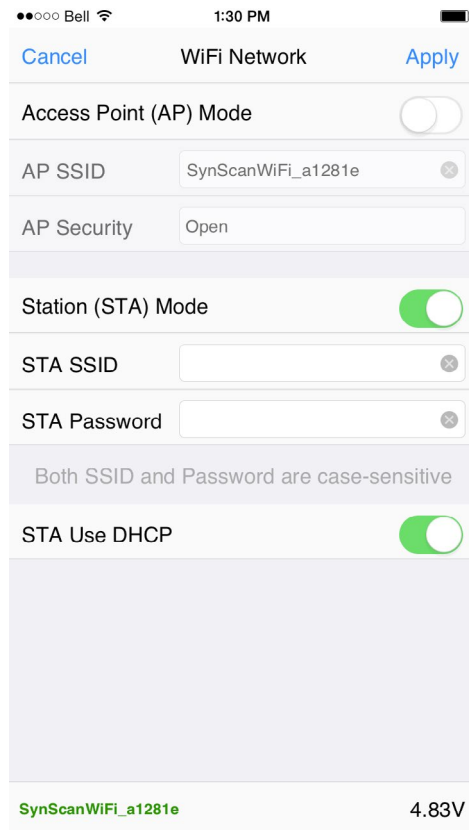 Bell 1:30 PM
Cancel WiFi Network Apply
Access Point (AP) Mode
AP SSID SynScanWiFi_a1281e
AP Security Open
Station (STA) Mode
STA SSID
STA Password
Both SSID and Password are case-sensitive
STA Use DHCP
SynScanWiFi_a1281e 4.83V